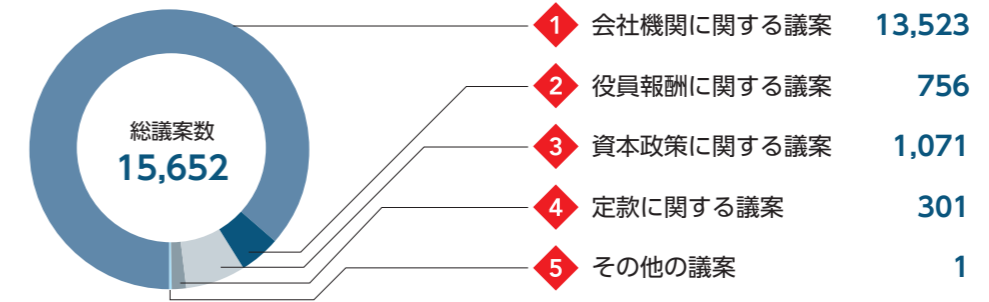 総議案数
15,652
1 会社機関に関する議案 13,523
2 役員報酬に関する議案 756
3 資本政策に関する議案 1,071
4 定款に関する議案 301
5 その他の議案 1